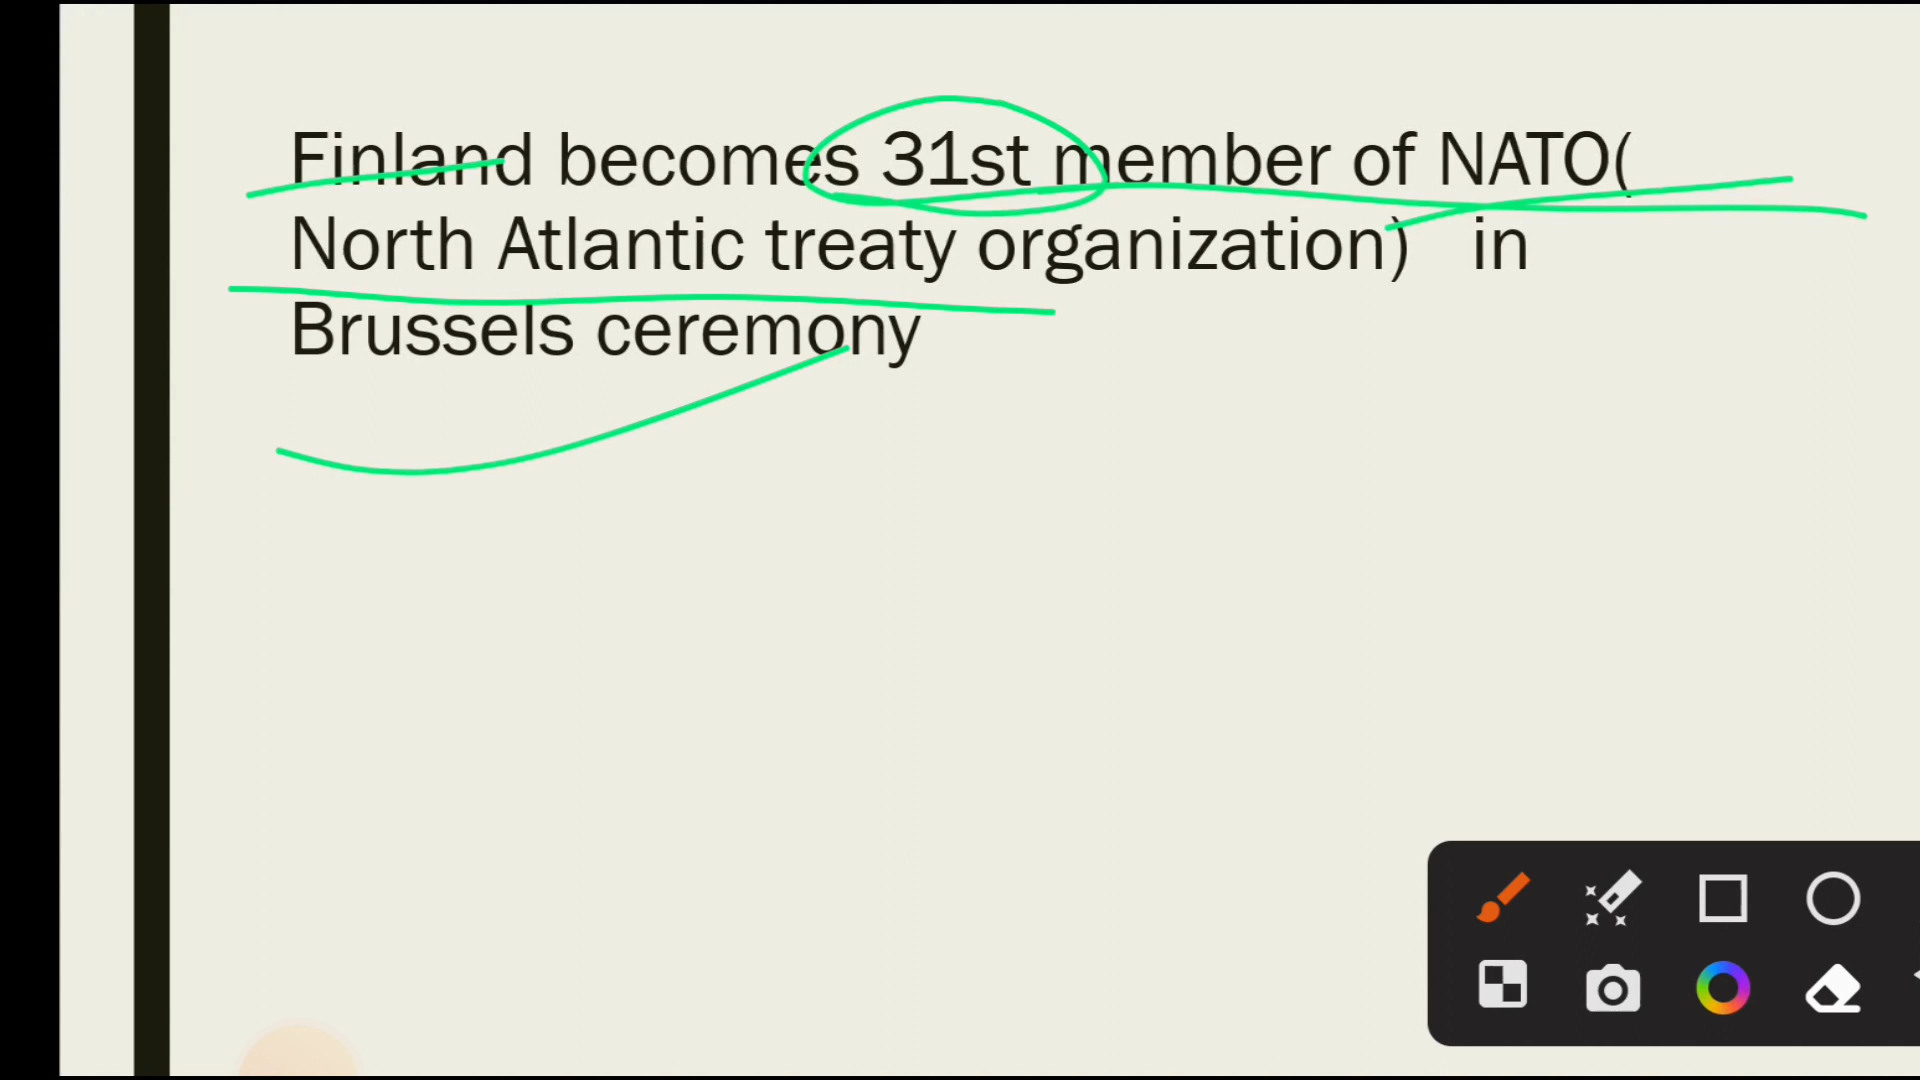 Finland becomes 31st member of NATO(
North Atlantic treaty organization) in
Brussels ceremony